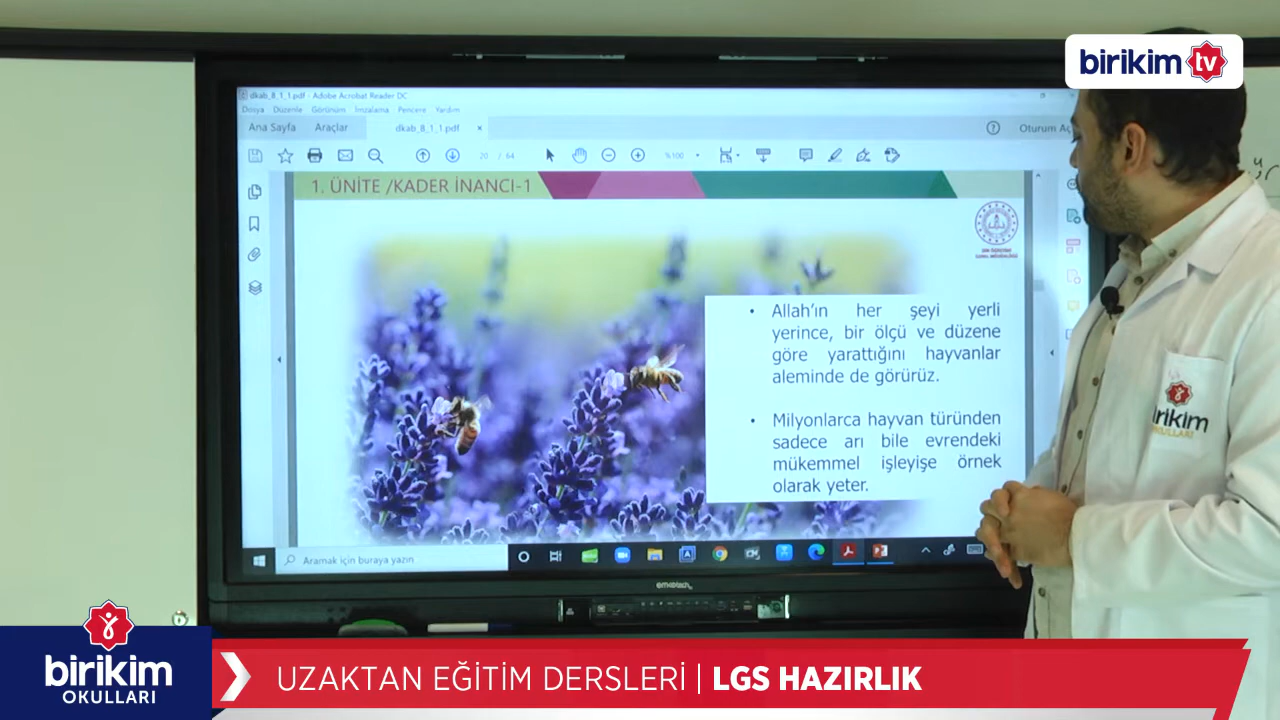 birikim tv
dkab_8_1_1.pdf - Adobe Acrobat Reader DC
Dosya Düzenle Görünüm İmzalama Pencere Yardım
Ana Sayfa Araçlar dkab_8_1_1.pdf × ? Oturum Aç
20 / 64 %100
1. ÜNİTE /KADER İNANCI-1
• Allah'ın her şeyi yerli
yerince, bir ölçü ve düzene
göre yarattığını hayvanlar
aleminde de görürüz.
• Milyonlarca hayvan türünden
sadece arı bile evrendeki
mükemmel işleyişe örnek
olarak yeter.
birikim
OKULLARI
Aramak için buraya yazın
birikim
OKULLARI
UZAKTAN EĞİTİM DERSLERİ | LGS HAZIRLIK